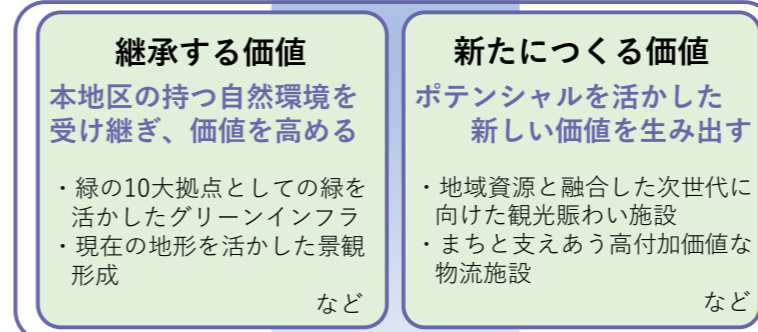 継承する価値
本地区の持つ自然環境を
受け継ぎ、価値を高める
・緑の10大拠点としての緑を
活かしたグリーンインフラ
・現在の地形を活かした景観
形成
など
新たにつくる価値
ポテンシャルを活かした
新しい価値を生み出す
・地域資源と融合した次世代に
向けた観光賑わい施設
・まちと支えあう高付加価値な
物流施設
など